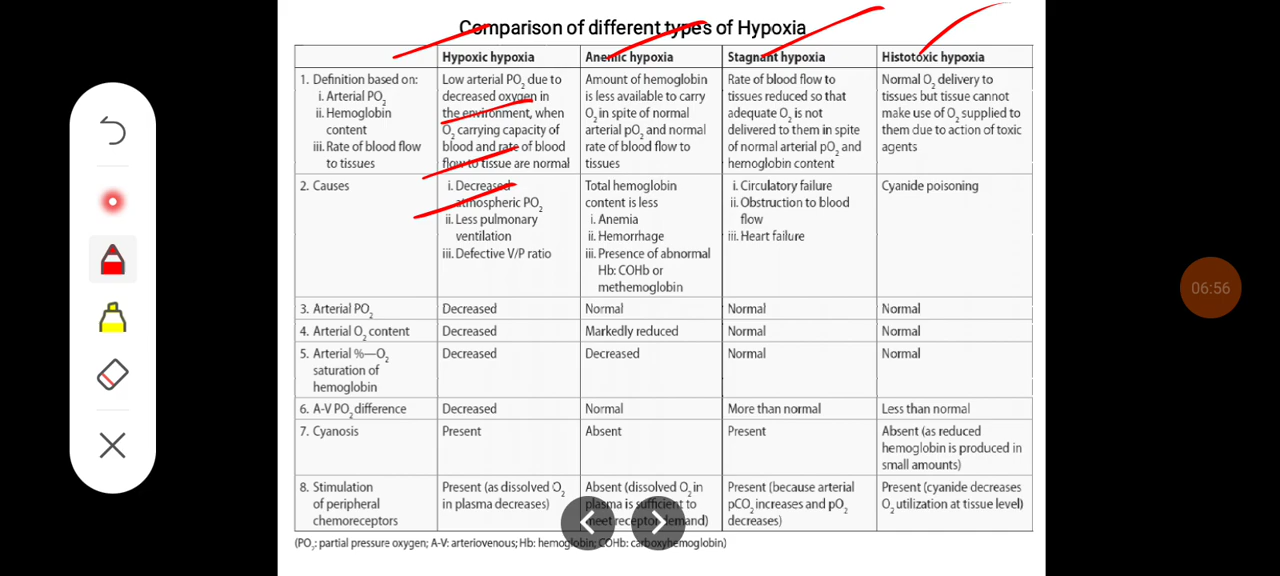 Comparison of different types of Hypoxia
Hypoxic hypoxia
Anemic hypoxia
Stagnant hypoxia
Histotoxic hypoxia
1. Definition based on:
i. Arterial PO2
ii. Hemoglobin
content
iii. Rate of blood flow
to tissues
Low arterial PO2 due to
decreased oxygen in
the environment, when
O2 carrying capacity of
blood and rate of blood
flow to tissue are normal
Amount of hemoglobin
is less available to carry
O2 in spite of normal
arterial pO2 and normal
rate of blood flow to
tissues
Rate of blood flow to
tissues reduced so that
adequate O2 is not
delivered to them in spite
of normal arterial pO2 and
hemoglobin content
Normal O2 delivery to
tissues but tissue cannot
make use of O2 supplied to
them due to action of toxic
agents
2. Causes
i. Decreased
atmospheric PO2
ii. Less pulmonary
ventilation
iii. Defective V/P ratio
Total hemoglobin
content is less
i. Anemia
ii. Hemorrhage
iii. Presence of abnormal
Hb: COHb or
methemoglobin
i. Circulatory failure
ii. Obstruction to blood
flow
iii. Heart failure
Cyanide poisoning
3. Arterial PO2
Decreased
Normal
Normal
Normal
4. Arterial O2 content
Decreased
Markedly reduced
Normal
Normal
5. Arterial %—O2
saturation of
hemoglobin
Decreased
Decreased
Normal
Normal
6. A-V PO2 difference
Decreased
Normal
More than normal
Less than normal
7. Cyanosis
Present
Absent
Present
Absent (as reduced
hemoglobin is produced in
small amounts)
8. Stimulation
of peripheral
chemoreceptors
Present (as dissolved O2
in plasma decreases)
Absent (dissolved O2 in
plasma is sufficient to
meet receptor demand)
Present (because arterial
pCO2 increases and pO2
decreases)
Present (cyanide decreases
O2 utilization at tissue level)
(PO2: partial pressure oxygen; A-V: arteriovenous; Hb: hemoglobin; COHb: carboxyhemoglobin)
06:56